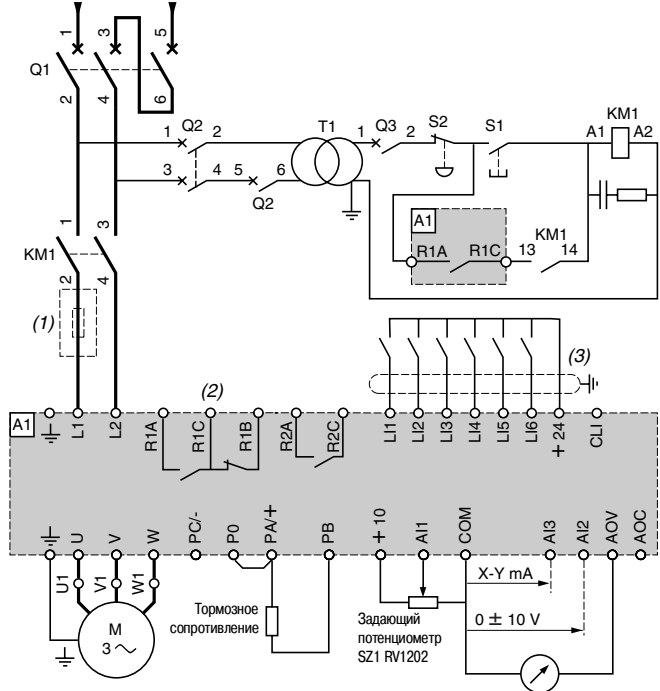 1 3 5
Q1
2 4 6
1 Q2 2 T1 1 Q3 2 S2 S1 KM1
A1 A2
3 4 5 6
Q2
A1
R1A R1C 13 KM1 14
1 3
KM1
2 4
(1)
(2)
(3)
A1
L1 L2 R1A R1C R1B R2A R2C LI1 LI2 LI3 LI4 LI5 LI6 + 24 CLI
U V W PC/- P0 PA/+ PB + 10 AI1 COM AI3 AI2 AOV AOC
U1 V1 W1
X-Y mA
0 ± 10 V
M
3 ~
Тормозное
сопротивление
Задающий
потенциометр
SZ1 RV1202